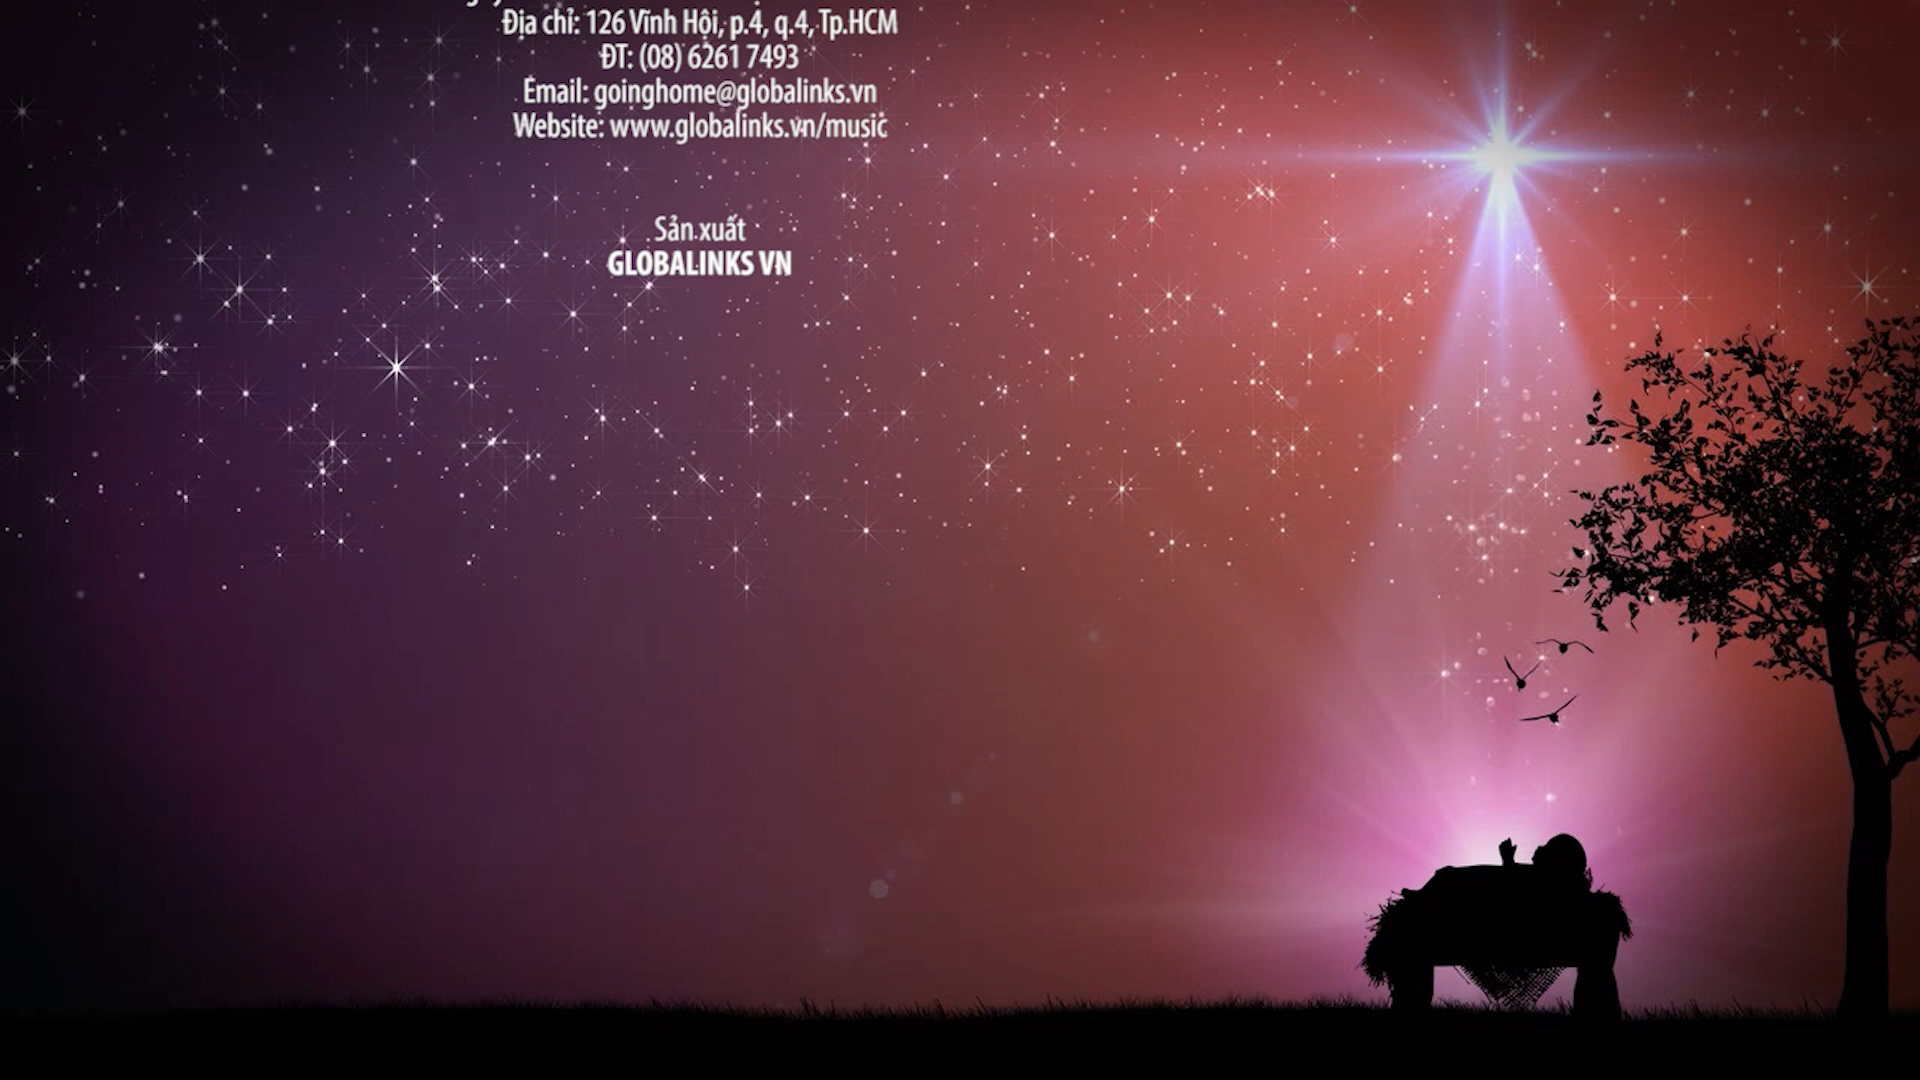 Địa chỉ: 126 Vĩnh Hội, p.4, q.4, Tp.HCM
ĐT: (08) 6261 7493
Email: goinghome@globalinks.vn
Website: www.globalinks.vn/music
Sản xuất
GLOBALINKS VN